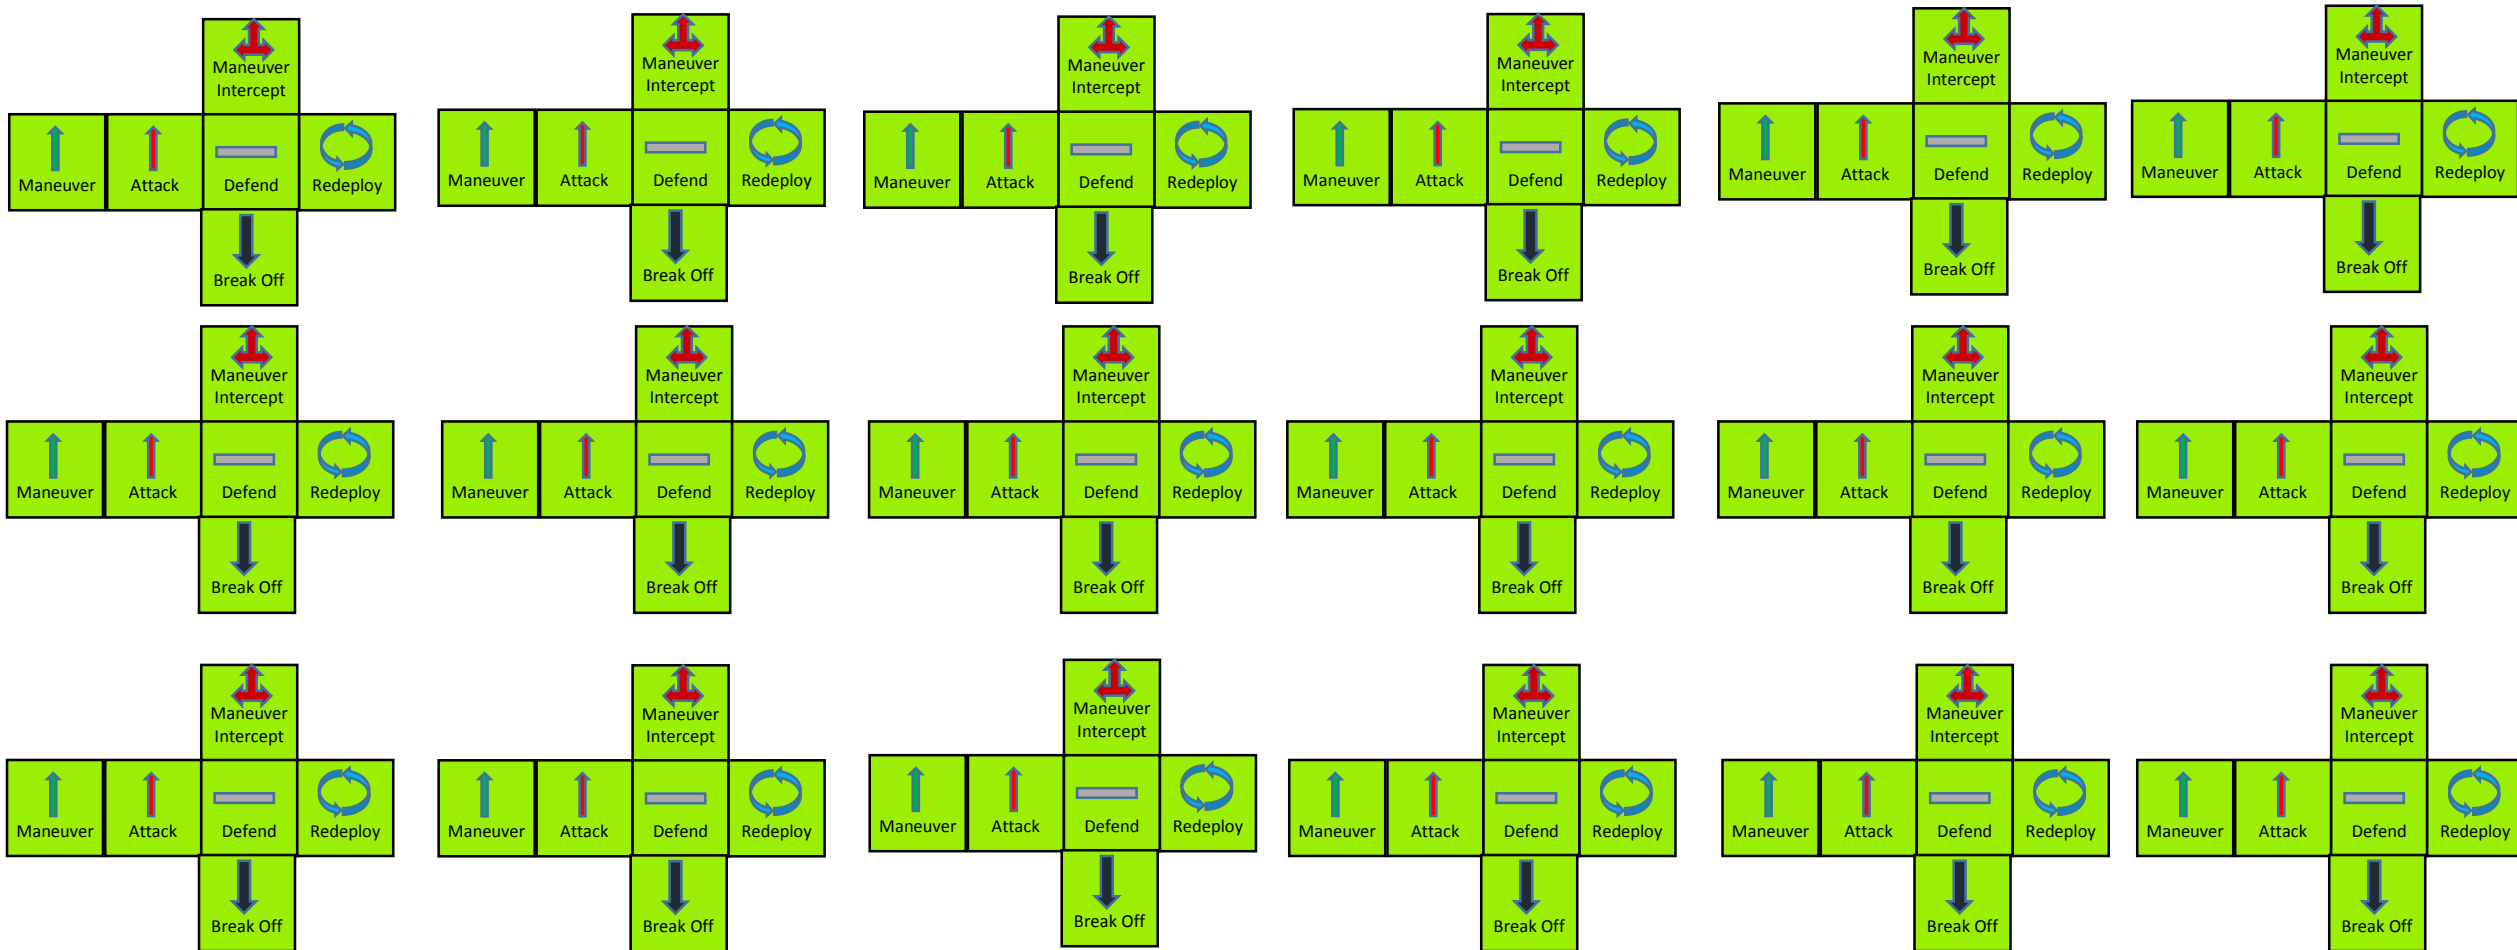 Maneuver
Intercept
Maneuver Attack Defend Redeploy
Break Off
Maneuver
Intercept
Maneuver Attack Defend Redeploy
Break Off
Maneuver
Intercept
Maneuver Attack Defend Redeploy
Break Off
Maneuver
Intercept
Maneuver Attack Defend Redeploy
Break Off
Maneuver
Intercept
Maneuver Attack Defend Redeploy
Break Off
Maneuver
Intercept
Maneuver Attack Defend Redeploy
Break Off
Maneuver
Intercept
Maneuver Attack Defend Redeploy
Break Off
Maneuver
Intercept
Maneuver Attack Defend Redeploy
Break Off
Maneuver
Intercept
Maneuver Attack Defend Redeploy
Break Off
Maneuver
Intercept
Maneuver Attack Defend Redeploy
Break Off
Maneuver
Intercept
Maneuver Attack Defend Redeploy
Break Off
Maneuver
Intercept
Maneuver Attack Defend Redeploy
Break Off
Maneuver
Intercept
Maneuver Attack Defend Redeploy
Break Off
Maneuver
Intercept
Maneuver Attack Defend Redeploy
Break Off
Maneuver
Intercept
Maneuver Attack Defend Redeploy
Break Off
Maneuver
Intercept
Maneuver Attack Defend Redeploy
Break Off
Maneuver
Intercept
Maneuver Attack Defend Redeploy
Break Off
Maneuver
Intercept
Maneuver Attack Defend Redeploy
Break Off